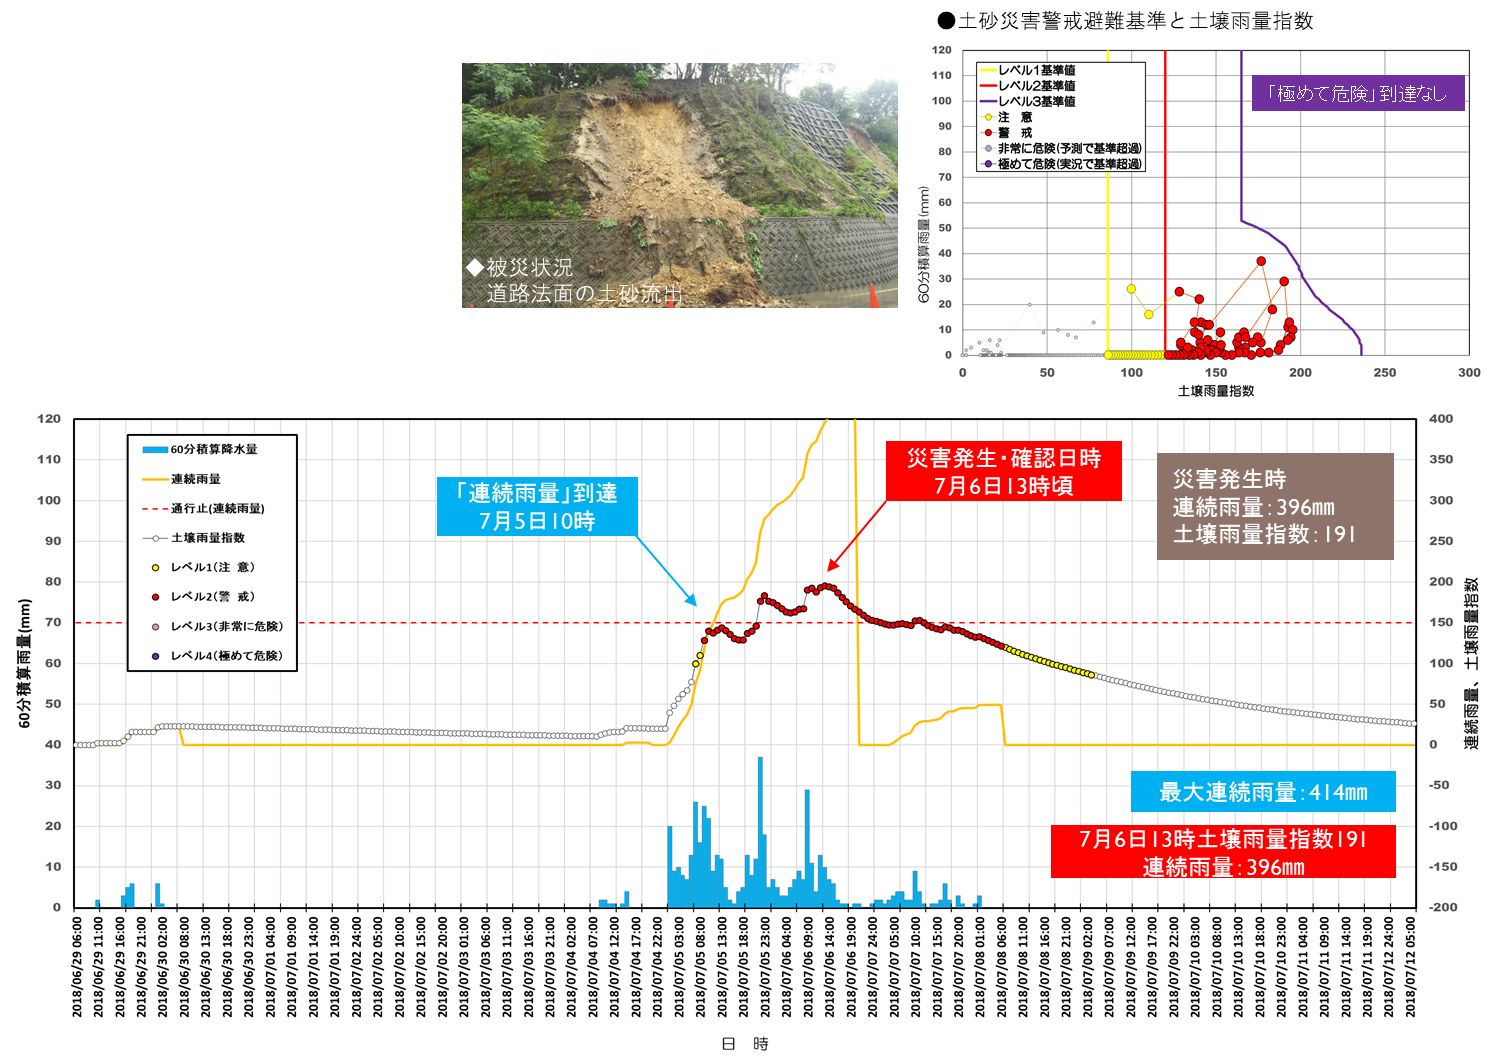 ●土砂災害警戒避難基準と土壌雨量指数
◆被災状況
道路法面の土砂流出
120
110
100
90
80
70
60
50
40
30
20
10
0
60分積算雨量(mm)
レベル1基準値
レベル2基準値
レベル3基準値
注　意
警　戒
非常に危険(予測で基準超過)
極めて危険(実況で基準超過)
「極めて危険」到達なし
0 50 100 150 200 250 300
土壌雨量指数
120
110
100
90
80
70
60
50
40
30
20
10
0
60分積算雨量(mm)
60分積算降水量
連続雨量
通行止(連続雨量)
土壌雨量指数
レベル1(注　意)
レベル2(警　戒)
レベル3(非常に危険)
レベル4(極めて危険)
「連続雨量」到達
7月5日10時
災害発生・確認日時
7月6日13時頃
災害発生時
連続雨量：396mm
土壌雨量指数：191
最大連続雨量：414mm
7月6日13時土壌雨量指数191
連続雨量：396mm
400
350
300
250
200
150
100
50
0
-50
-100
-150
-200
連続雨量、土壌雨量指数
2018/06/29 06:00
2018/06/29 11:00
2018/06/29 16:00
2018/06/29 21:00
2018/06/30 02:00
2018/06/30 08:00
2018/06/30 13:00
2018/06/30 18:00
2018/06/30 23:00
2018/07/01 04:00
2018/07/01 09:00
2018/07/01 14:00
2018/07/01 19:00
2018/07/02 24:00
2018/07/02 05:00
2018/07/02 10:00
2018/07/02 15:00
2018/07/02 20:00
2018/07/03 01:00
2018/07/03 06:00
2018/07/03 11:00
2018/07/03 16:00
2018/07/03 21:00
2018/07/04 02:00
2018/07/04 07:00
2018/07/04 12:00
2018/07/04 17:00
2018/07/04 22:00
2018/07/05 03:00
2018/07/05 08:00
2018/07/05 13:00
2018/07/05 18:00
2018/07/05 23:00
2018/07/06 04:00
2018/07/06 09:00
2018/07/06 14:00
2018/07/06 19:00
2018/07/07 24:00
2018/07/07 05:00
2018/07/07 10:00
2018/07/07 15:00
2018/07/07 20:00
2018/07/08 01:00
2018/07/08 06:00
2018/07/08 11:00
2018/07/08 16:00
2018/07/08 21:00
2018/07/09 02:00
2018/07/09 07:00
2018/07/09 12:00
2018/07/09 17:00
2018/07/09 22:00
2018/07/10 03:00
2018/07/10 08:00
2018/07/10 13:00
2018/07/10 18:00
2018/07/10 23:00
2018/07/11 04:00
2018/07/11 09:00
2018/07/11 14:00
2018/07/11 19:00
2018/07/12 24:00
2018/07/12 05:00
日　時